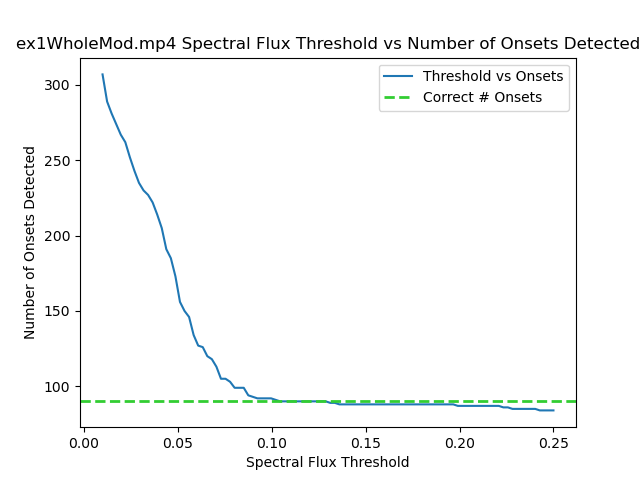 ex1WholeMod.mp4 Spectral Flux Threshold vs Number of Onsets Detected
Threshold vs Onsets
Correct # Onsets
Number of Onsets Detected
300
250
200
150
100
0.00 0.05 0.10 0.15 0.20 0.25
Spectral Flux Threshold